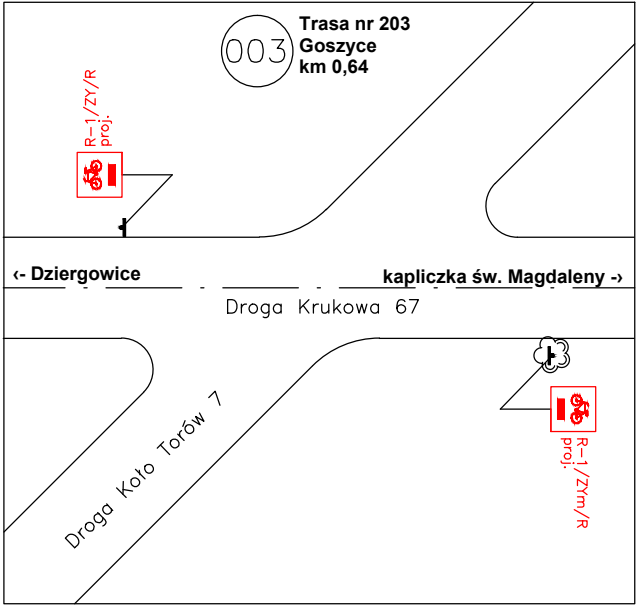 003
Trasa nr 203
Goszyce
km 0,64
R-1/ZY/R
proj.
‹- Dziergowice
kapliczka św. Magdaleny -›
Droga Krukowa 67
Droga Koło Torów 7
R-1/ZYm/R
proj.